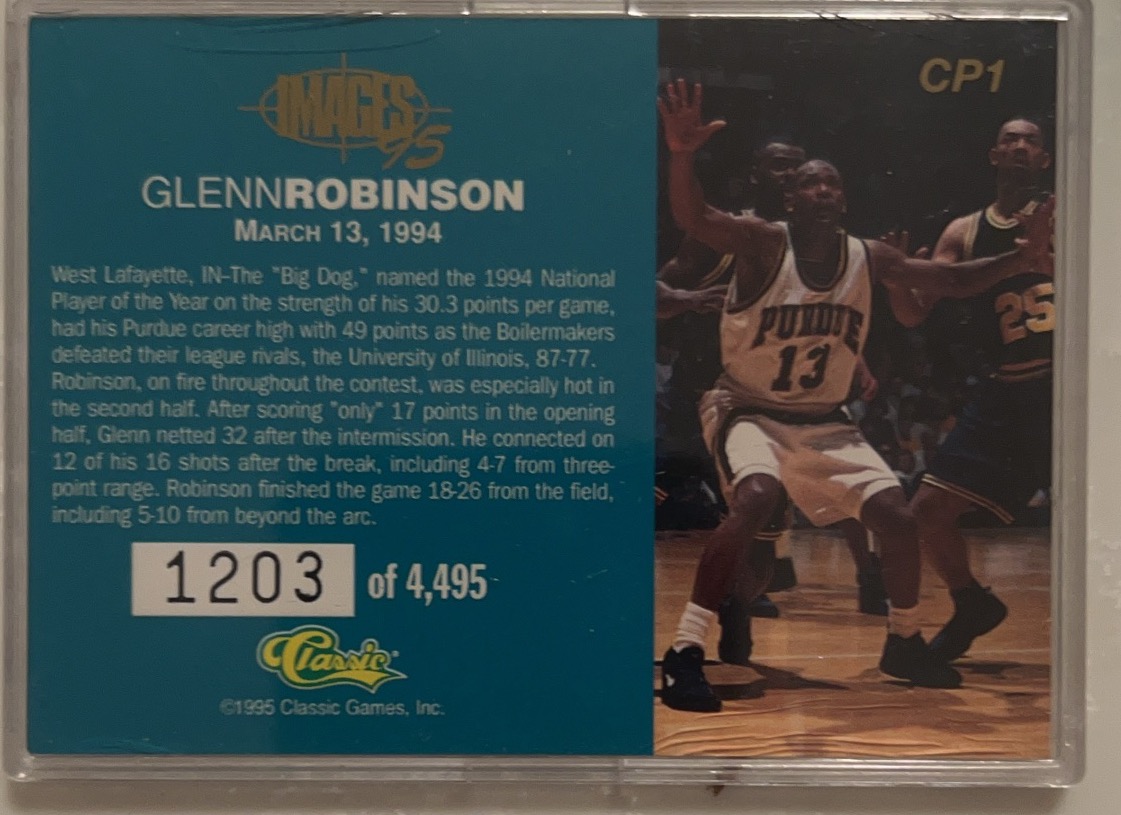 IMAGES
95
CP1
GLENNROBINSON
MARCH 13, 1994
West Lafayette, IN-The "Big Dog," named the 1994 National
Player of the Year on the strength of his 30.3 points per game,
had his Purdue career high with 49 points as the Boilermakers
defeated their league rivals, the University of Illinois, 87-77.
Robinson, on fire throughout the contest, was especially hot in
the second half. After scoring "only" 17 points in the opening
half, Glenn netted 32 after the intermission. He connected on
12 of his 16 shots after the break, including 4-7 from three-
point range. Robinson finished the game 18-26 from the field,
including 5-10 from beyond the arc.
1203 of 4,495
Classic
©1995 Classic Games, Inc.
PURDUE
13
25